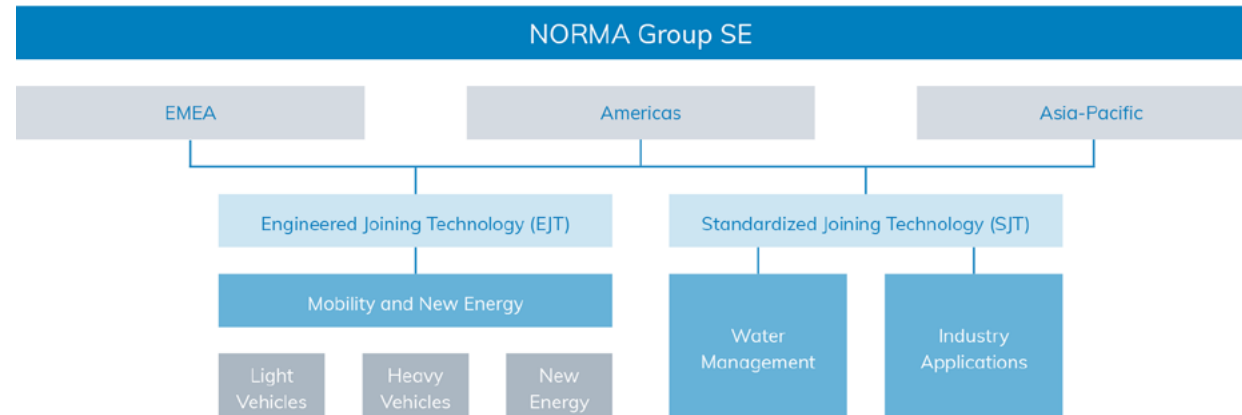 NORMA Group SE
EMEA
Americas
Asia-Pacific
Engineered Joining Technology (EJT)
Standardized Joining Technology (SJT)
Mobility and New Energy
Water
Management
Industry
Applications
Light
Vehicles
Heavy
Vehicles
New
Energy